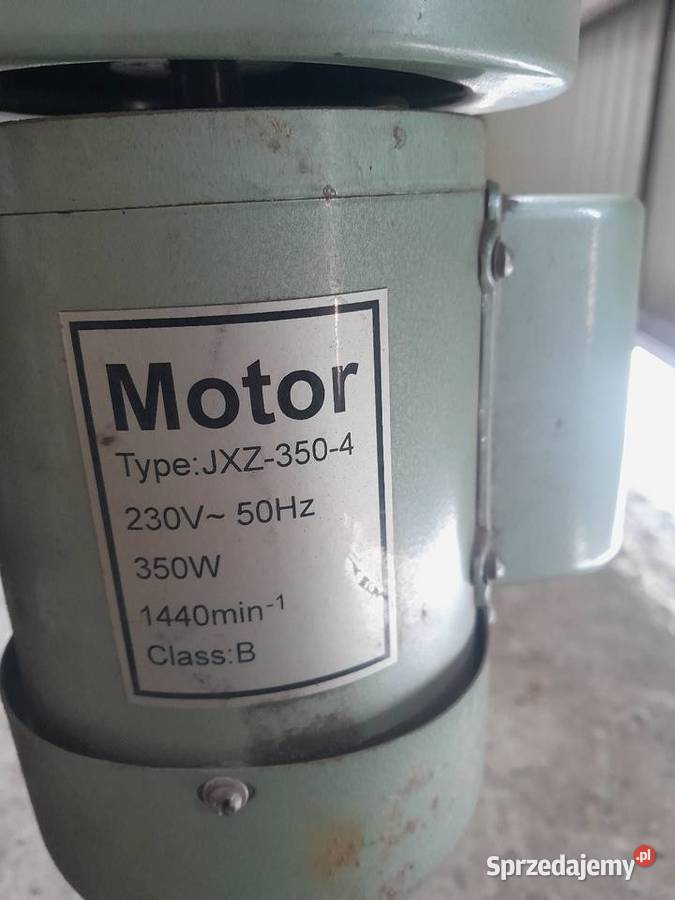 Motor
Type:JXZ-350-4
230V~ 50Hz
350W
1440min⁻¹
Class:B
Sprzedajemy.pl